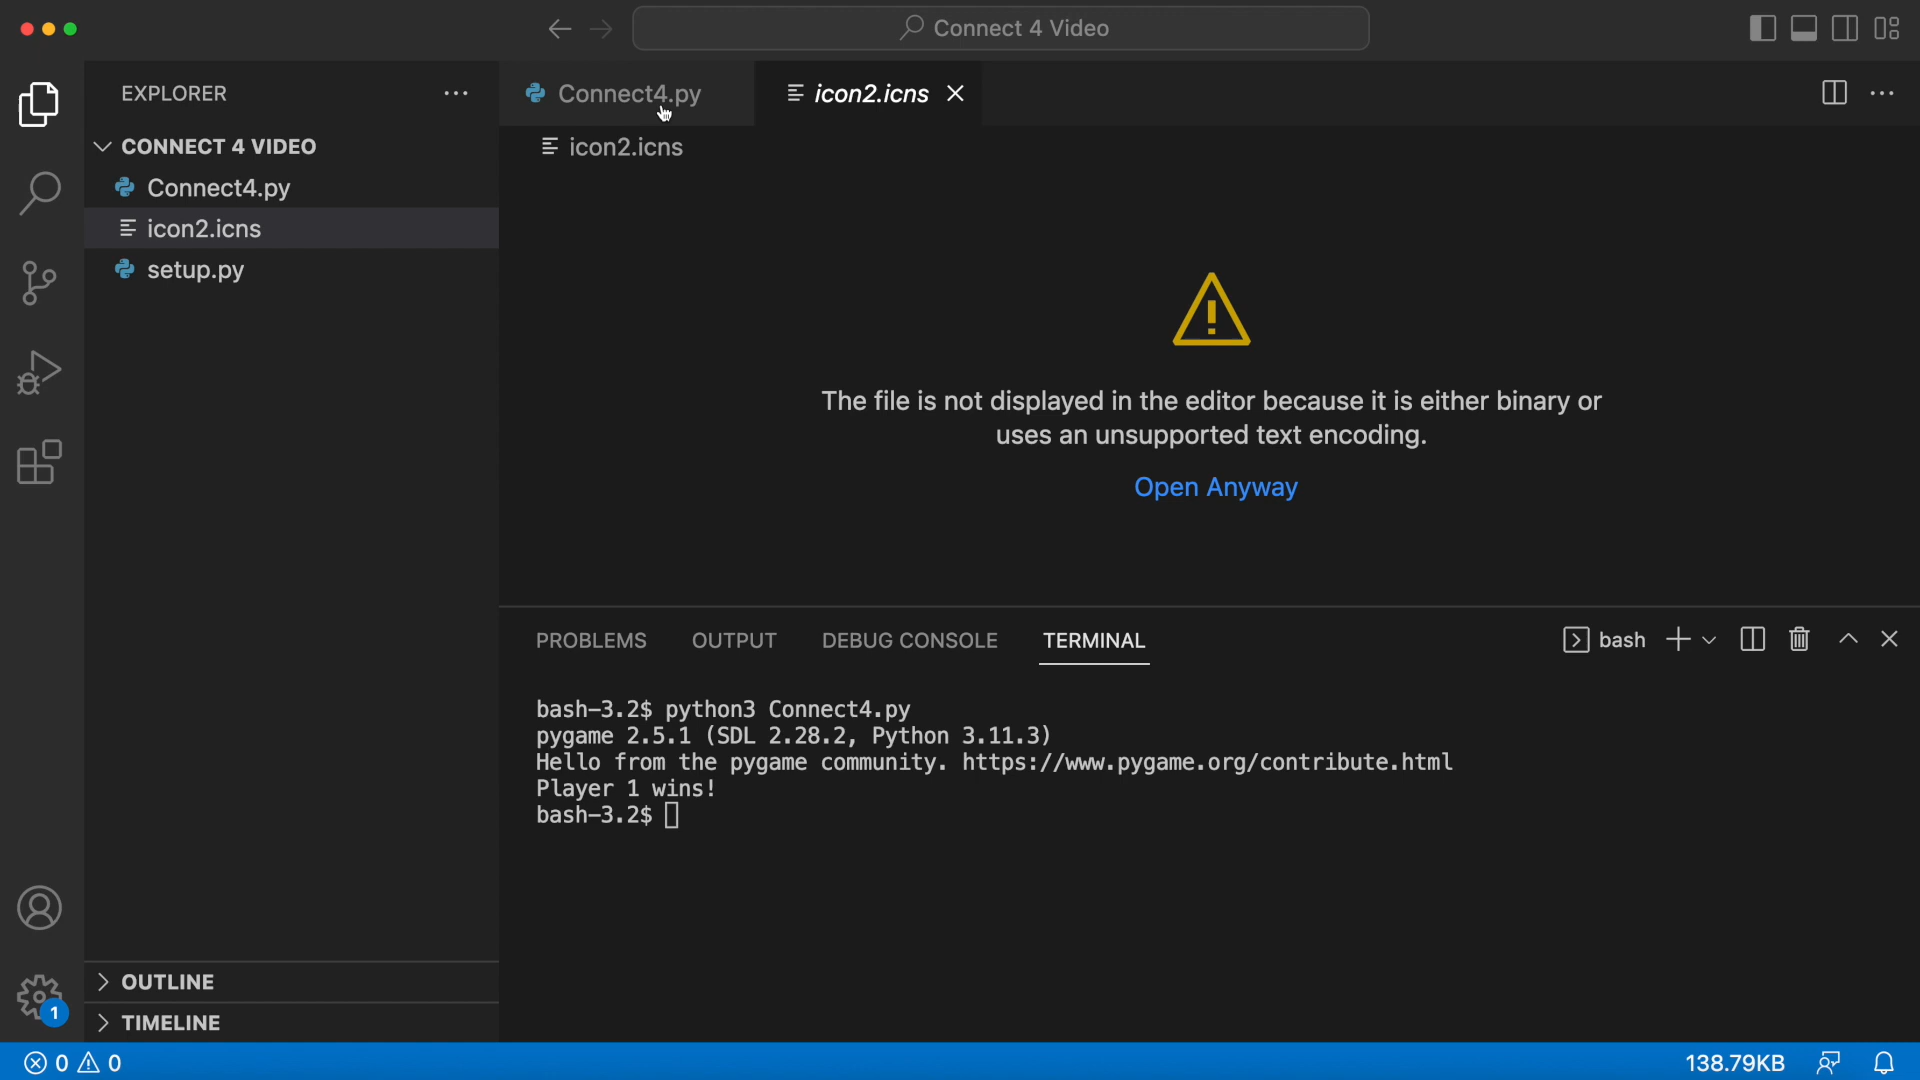 Connect 4 Video
EXPLORER
Connect4.py
icon2.icns
CONNECT 4 VIDEO
Connect4.py
icon2.icns
setup.py
icon2.icns
The file is not displayed in the editor because it is either binary or
uses an unsupported text encoding.
Open Anyway
PROBLEMS
OUTPUT
DEBUG CONSOLE
TERMINAL
bash
bash-3.2$ python3 Connect4.py
pygame 2.5.1 (SDL 2.28.2, Python 3.11.3)
Hello from the pygame community. https://www.pygame.org/contribute.html
Player 1 wins!
bash-3.2$
OUTLINE
TIMELINE
1
0
0
138.79KB